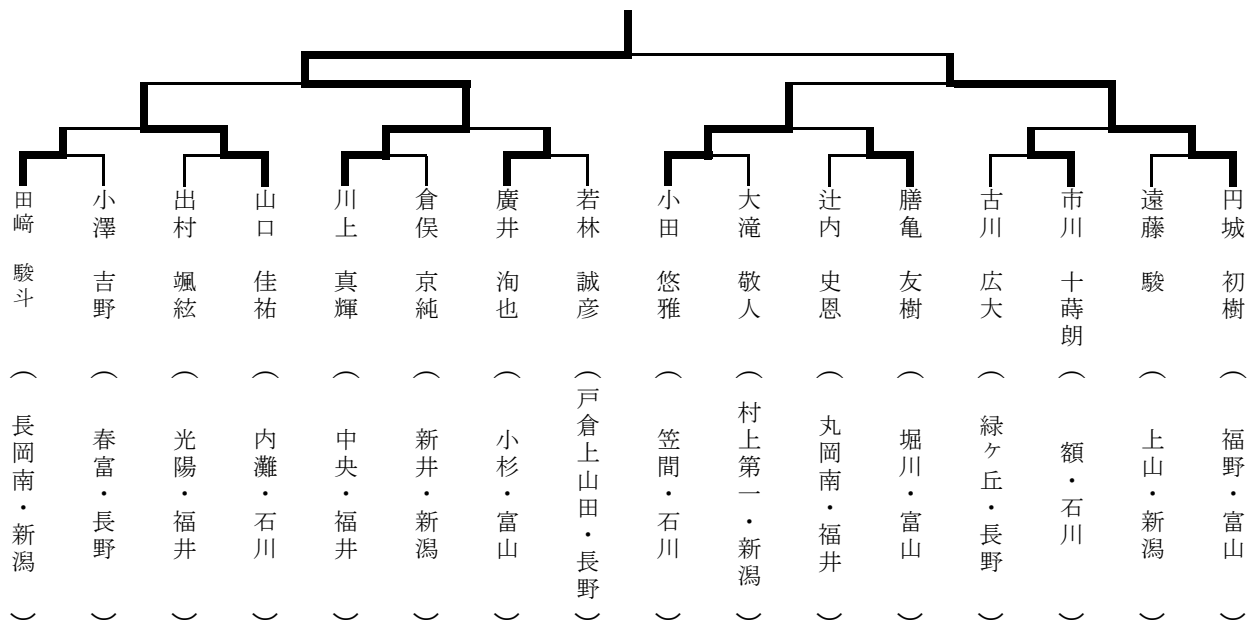 田﨑　駿斗（長岡南・新潟）
小澤　吉野（春富・長野）
出村　颯絃（光陽・福井）
山口　佳祐（内灘・石川）
川上　真輝（中央・福井）
倉俣　京純（新井・新潟）
廣井　洵也（小杉・富山）
若林　誠彦（戸倉上山田・長野）
小田　悠雅（笠間・石川）
大滝　敬人（村上第一・新潟）
辻内　史恩（丸岡南・福井）
膳亀　友樹（堀川・富山）
古川　広大（緑ヶ丘・長野）
市川　十蒔朗（額・石川）
遠藤　駿（上山・新潟）
円城　初樹（福野・富山）